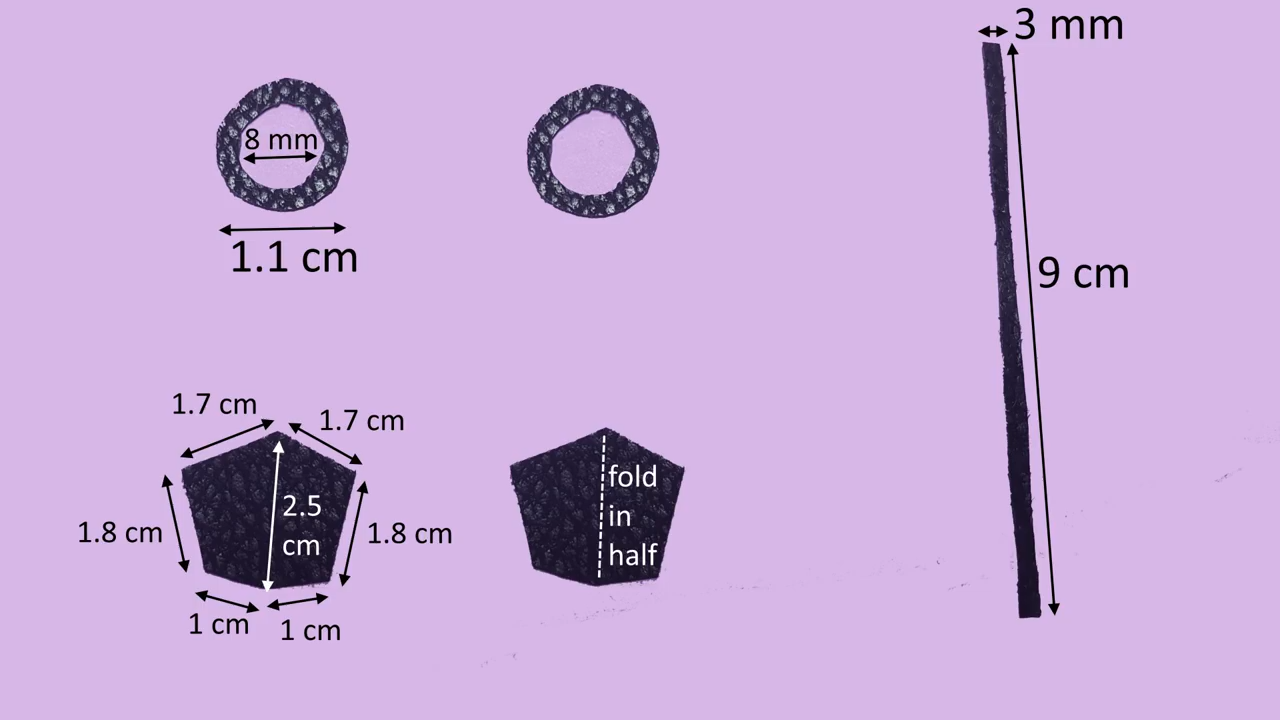 3 mm
8 mm
1.1 cm
9 cm
1.7 cm
1.7 cm
1.8 cm
2.5
cm
1.8 cm
1 cm
1 cm
fold
in
half